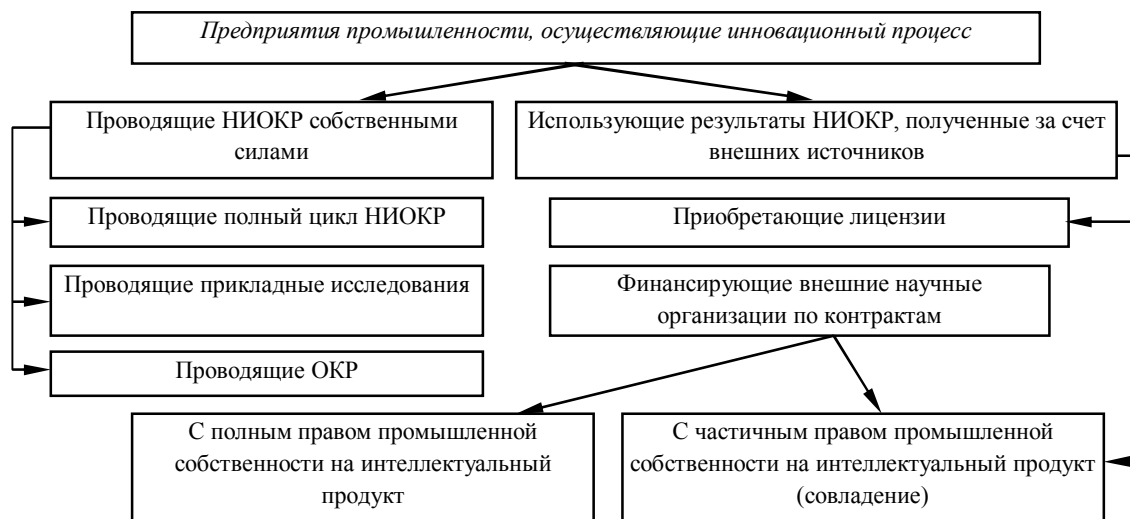 Предприятия промышленности, осуществляющие инновационный процесс
Проводящие НИОКР собственными
силами
Использующие результаты НИОКР, полученные за счет
внешних источников
Проводящие полный цикл НИОКР
Приобретающие лицензии
Проводящие прикладные исследования
Финансирующие внешние научные
организации по контрактам
Проводящие ОКР
С полным правом промышленной
собственности на интеллектуальный
продукт
С частичным правом промышленной
собственности на интеллектуальный продукт
(совладение)